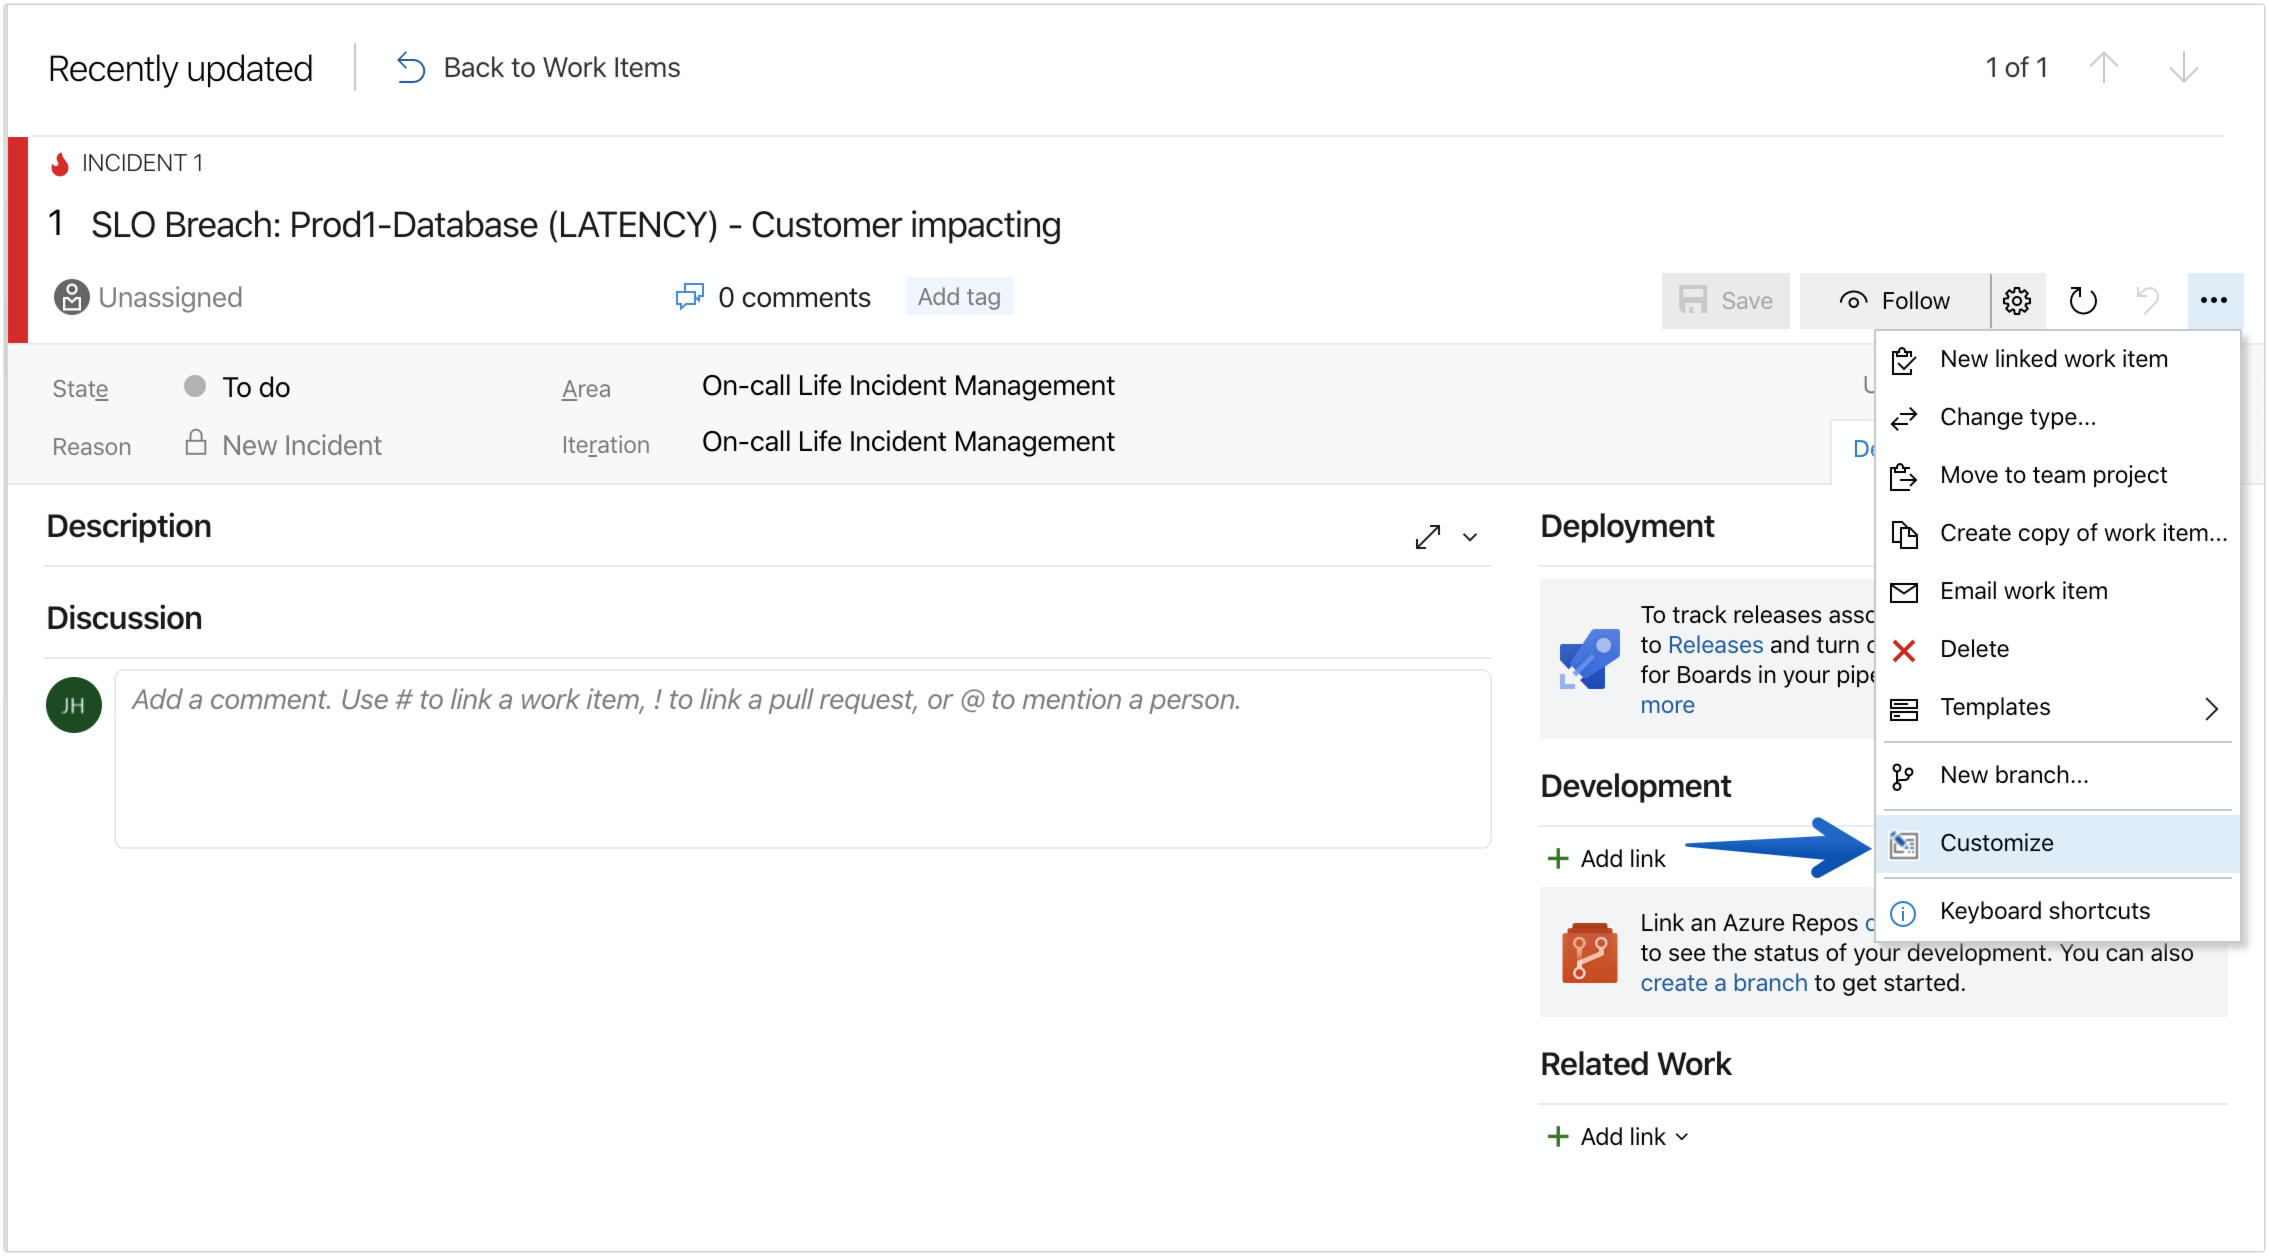 Recently updated
Back to Work Items
1 of 1
INCIDENT 1
1 SLO Breach: Prod1-Database (LATENCY) - Customer impacting
Unassigned
0 comments
Add tag
Save
Follow
State
To do
Area
On-call Life Incident Management
Reason
New Incident
Iteration
On-call Life Incident Management
New linked work item
Change type...
Move to team project
Create copy of work item...
Email work item
Delete
Templates
New branch...
Customize
Keyboard shortcuts
Description
Discussion
JH
Add a comment. Use # to link a work item, ! to link a pull request, or @ to mention a person.
Deployment
To track releases
to Releases and turn
for Boards in your
more
Development
Add link
Link an Azure Repos
to see the status of your development. You can also
create a branch to get started.
Related Work
Add link